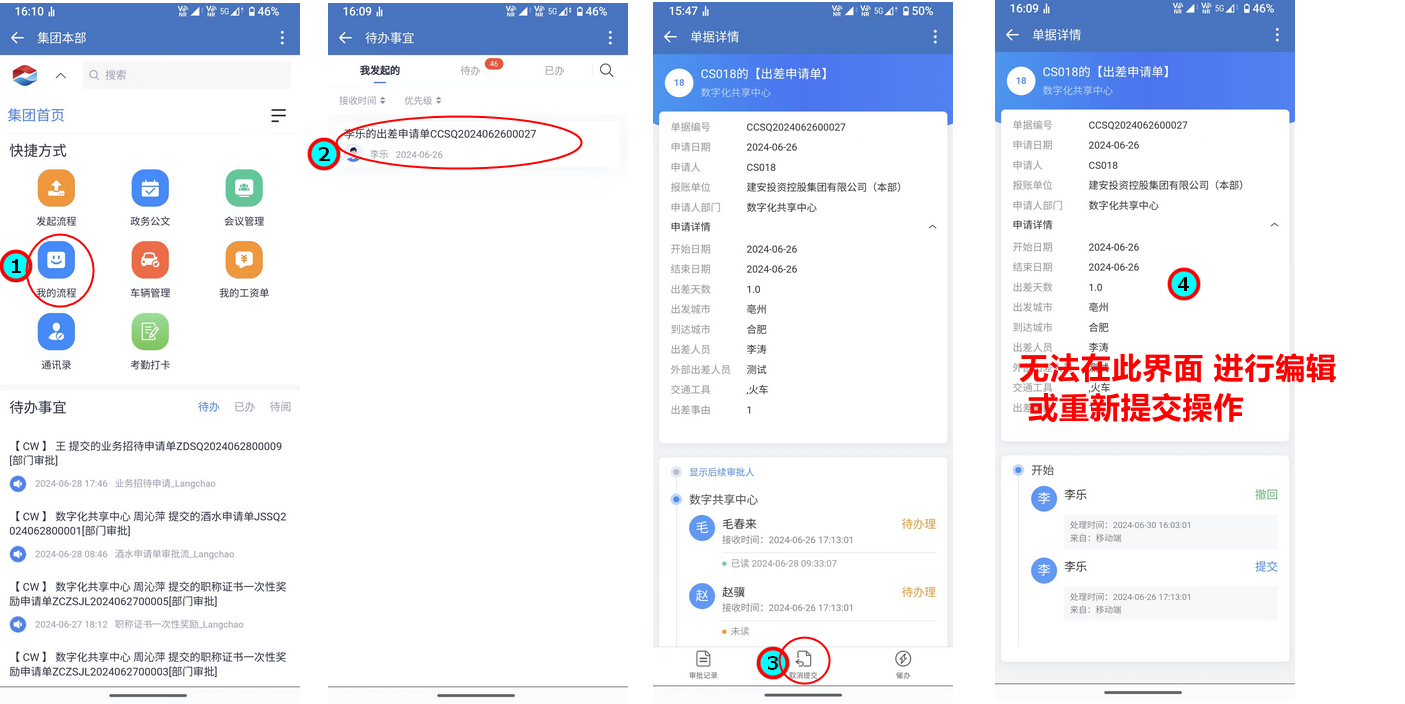 16:10
5G
46%
集团本部
搜索
集团首页
快捷方式
发起流程
政务公文
会议管理
1
我的流程
车辆管理
我的工资单
通讯录
考勤打卡
待办事宜
待办 已办 待阅
【 CW 】 王 提交的业务招待申请单ZDSQ2024062800009
[部门审批]
2024-06-28 17:46 业务招待申请_Langchao
【 CW 】 数字化共享中心 周沁萍 提交的酒水申请单JSSQ2
024062800001[部门审批]
2024-06-28 08:46 酒水申请单审批流_Langchao
【 CW 】 数字化共享中心 周沁萍 提交的职称证书一次性奖
励申请单ZCZSJL2024062700005[部门审批]
2024-06-27 18:12 职称证书一次性奖励_Langchao
【 CW 】 数字化共享中心 周沁萍 提交的职称证书一次性奖
励申请单ZCZSJL2024062700003[部门审批]
16:09
5G
46%
待办事宜
我发起的
待办 46
已办
接收时间
优先级
李乐的出差申请单CCSQ2024062600027
2
李乐 2024-06-26
15:47
5G
50%
单据详情
18
CS018的【出差申请单】
数字化共享中心
单据编号 CCSQ2024062600027
申请日期 2024-06-26
申请人 CS018
报账单位 建安投资控股集团有限公司（本部）
申请人部门 数字化共享中心
申请详情
开始日期 2024-06-26
结束日期 2024-06-26
出差天数 1.0
出发城市 亳州
到达城市 合肥
出差人员 李涛
外部出差人员 测试
交通工具 ,火车
出差事由 1
显示后续审批人
数字共享中心
毛 毛春来 待办理
接收时间：2024-06-26 17:13:01
已读 2024-06-28 09:33:07
赵 赵骥 待办理
接收时间：2024-06-26 17:13:01
未读
3
审批记录
取消提交
催办
16:09
5G
46%
单据详情
18
CS018的【出差申请单】
数字化共享中心
单据编号 CCSQ2024062600027
申请日期 2024-06-26
申请人 CS018
报账单位 建安投资控股集团有限公司（本部）
申请人部门 数字化共享中心
申请详情
开始日期 2024-06-26
结束日期 2024-06-26
4
出差天数 1.0
出发城市 亳州
到达城市 合肥
出差人员 李涛
无法在此界面 进行编辑
交通工具 ,火车
或重新提交操作
开始
李 李乐 撤回
处理时间：2024-06-30 16:03:01
来自：移动端
李 李乐 提交
处理时间：2024-06-26 17:13:01
来自：移动端